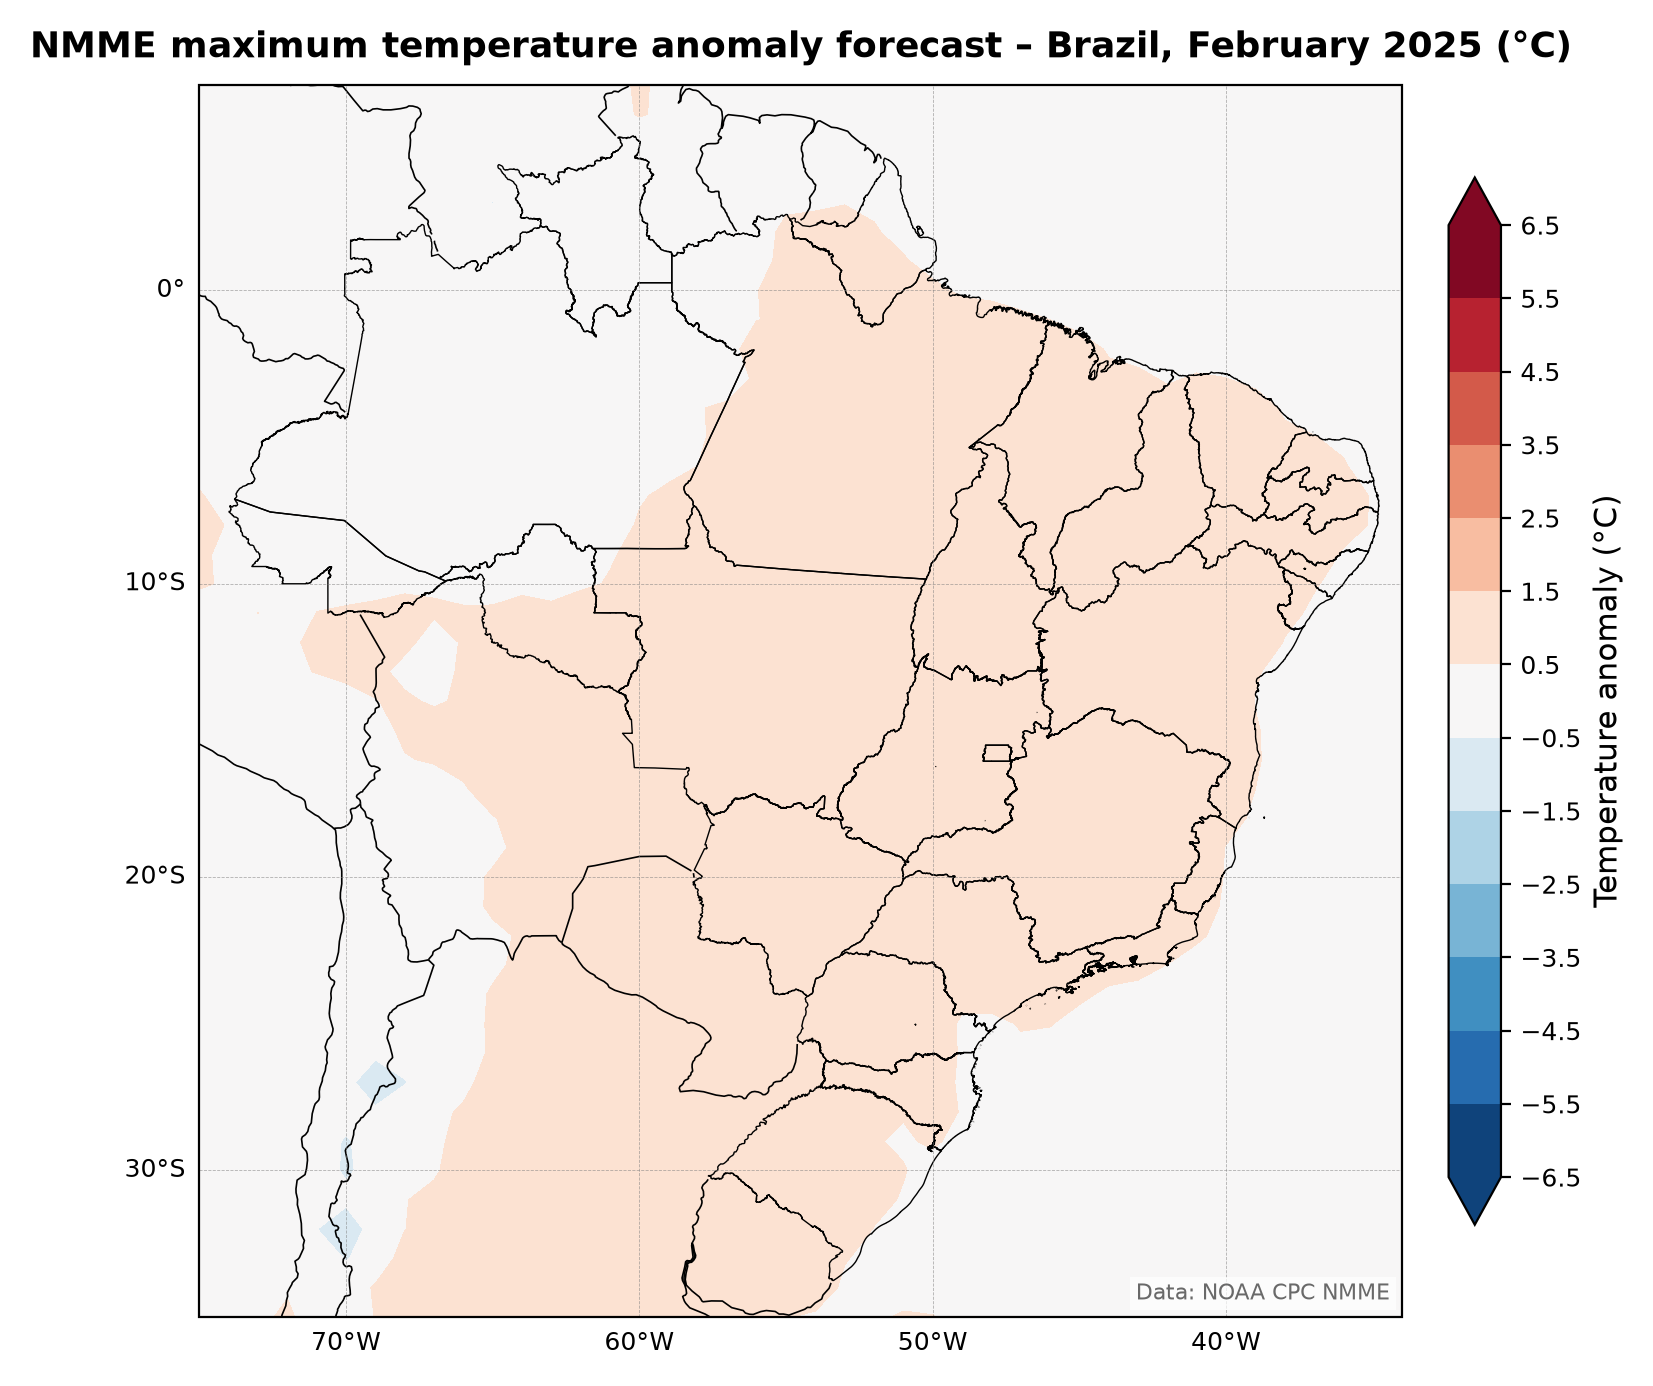 NMME maximum temperature anomaly forecast – Brazil, February 2025 (°C)
0°
10°S
20°S
30°S
70°W
60°W
50°W
40°W
6.5
5.5
4.5
3.5
2.5
1.5
0.5
−0.5
−1.5
−2.5
−3.5
−4.5
−5.5
−6.5
Temperature anomaly (°C)
Data: NOAA CPC NMME